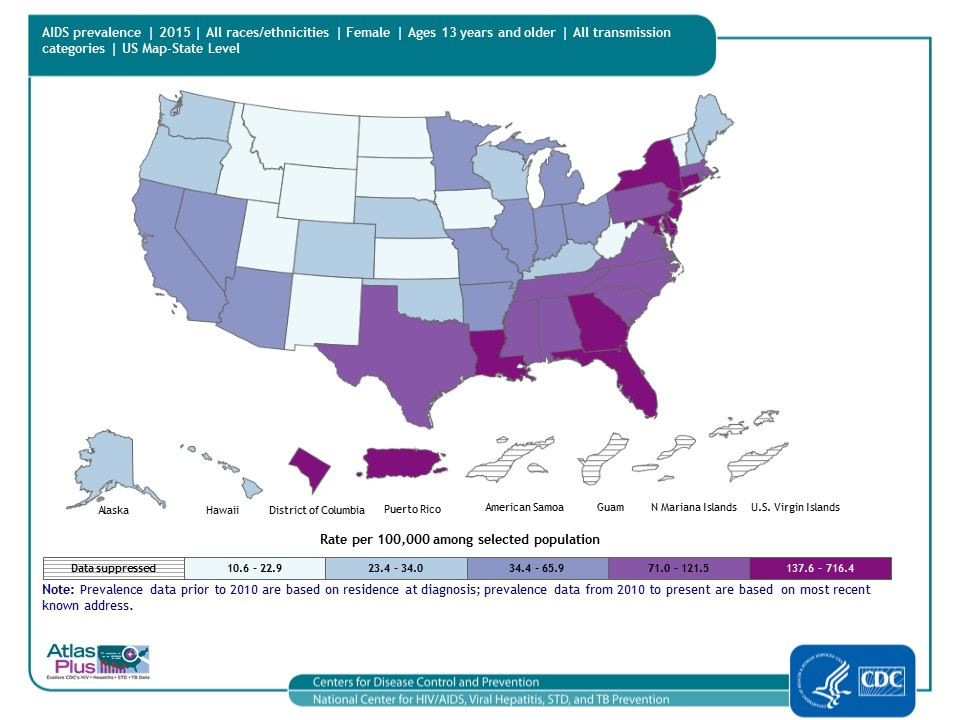 AIDS prevalence | 2015 | All races/ethnicities | Female | Ages 13 years and older | All transmission
categories | US Map-State Level
Alaska
Hawaii
District of Columbia
Puerto Rico
American Samoa
Guam
N Mariana Islands
U.S. Virgin Islands
Rate per 100,000 among selected population
Data suppressed
10.6 - 22.9
23.4 - 34.0
34.4 - 65.9
71.0 - 121.5
137.6 - 716.4
Note: Prevalence data prior to 2010 are based on residence at diagnosis; prevalence data from 2010 to present are based on most recent
known address.
Atlas
Plus
Explore CDC's HIV • Hepatitis • STD • TB Data
Centers for Disease Control and Prevention
National Center for HIV/AIDS, Viral Hepatitis, STD, and TB Prevention
CDC